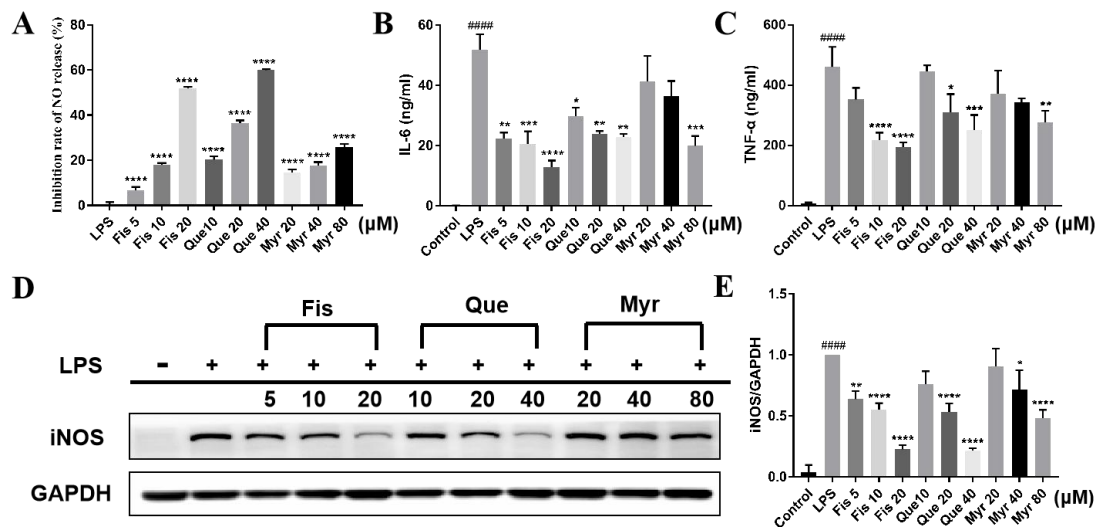 A
Inhibition rate of NO release (%)
80
60
40
20
0
****
****
****
****
****
****
****
****
****
LPS
Fis 5
Fis 10
Fis 20
Que10
Que 20
Que 40
Myr 20
Myr 40
Myr 80
(μM)
B
IL-6 (ng/ml)
60
40
20
0
####
**
***
****
*
**
**
***
Control
LPS
Fis 5
Fis 10
Fis 20
Que10
Que 20
Que 40
Myr 20
Myr 40
Myr 80
(μM)
C
TNF-α (ng/ml)
600
400
200
0
####
****
****
*
***
**
Control
LPS
Fis 5
Fis 10
Fis 20
Que10
Que 20
Que 40
Myr 20
Myr 40
Myr 80
(μM)
D
Fis Que Myr
LPS - + + + + + + + + + +
5 10 20 10 20 40 20 40 80
iNOS
GAPDH
E
iNOS/GAPDH
1.5
1.0
0.5
0.0
####
**
****
****
****
****
*
****
Control
LPS
Fis 5
Fis 10
Fis 20
Que10
Que 20
Que 40
Myr 20
Myr 40
Myr 80
(μM)